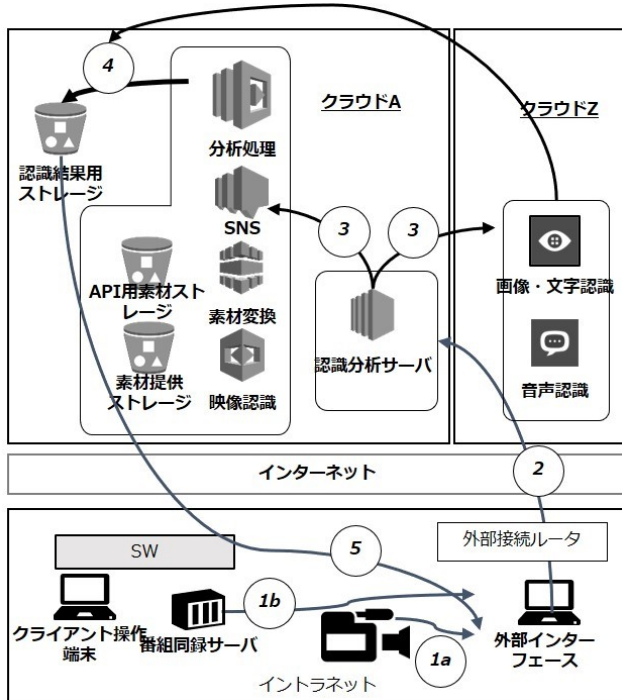 4
クラウドA
クラウドZ
分析処理
認識結果用
ストレージ
SNS
3
3
API用素材スト
レージ
素材変換
画像・文字認識
認識分析サーバ
素材提供
ストレージ
映像認識
音声認識
インターネット
2
SW
5
外部接続ルータ
1b
クライアント操作
端末
番組同録サーバ
1a
外部インター
フェース
イントラネット